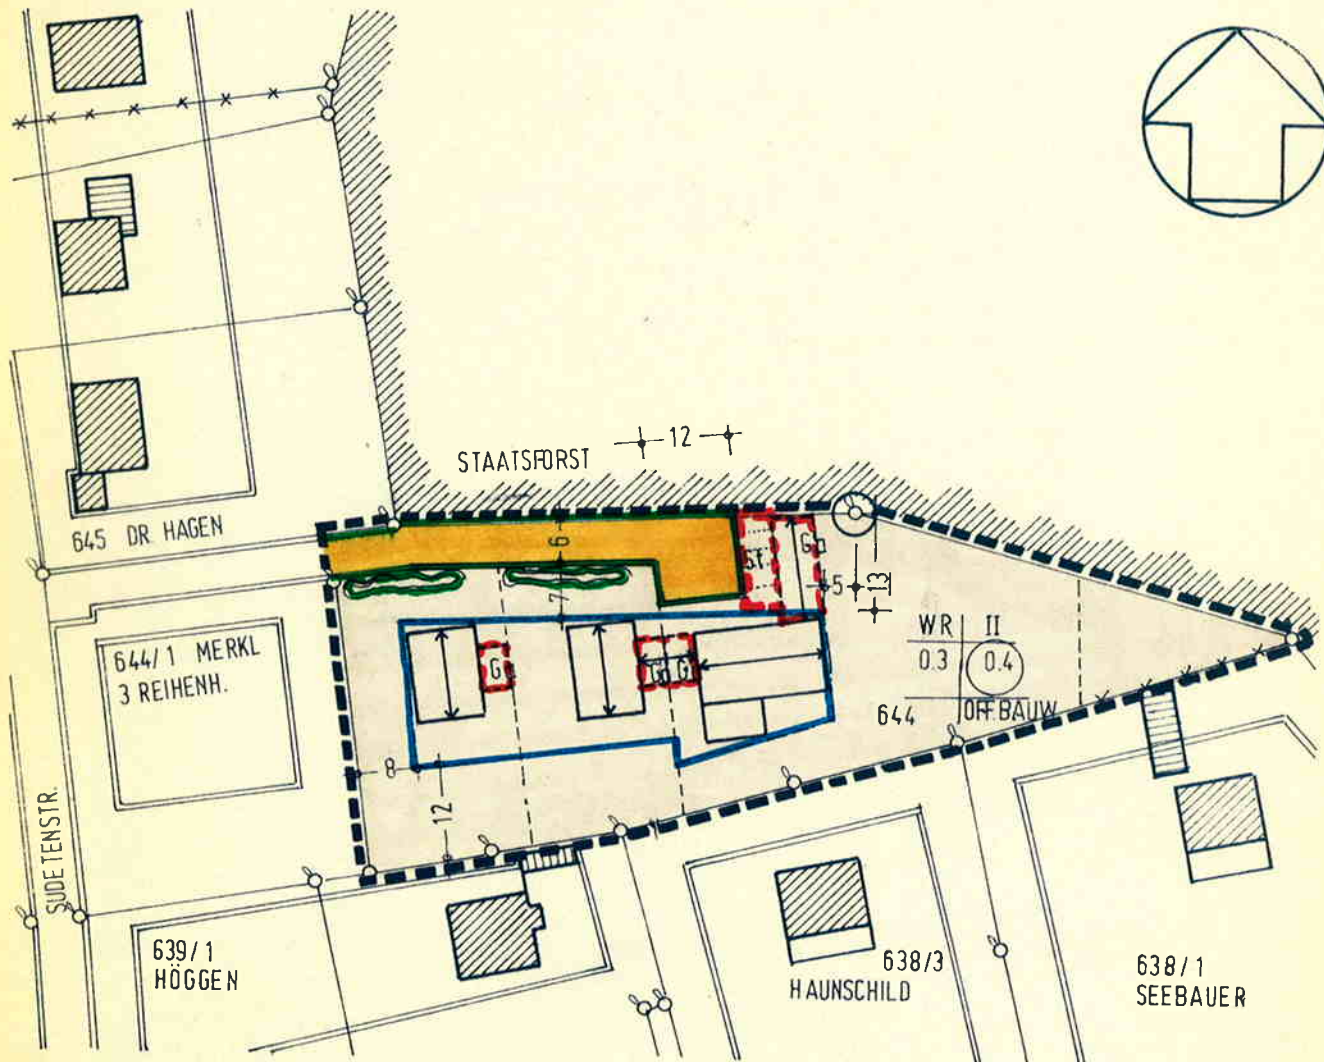 12
STAATSFORST
645 DR. HAGEN
6
7
St.
Ga
5
13
644/1 MERKL
3 REIHENH.
G
Ga
G
WR II
0.3 0.4
644 OFF. BAUW.
8
12
SUDETENSTR.
639/1
HÖGGEN
638/3
HAUNSCHILD
638/1
SEEBAUER